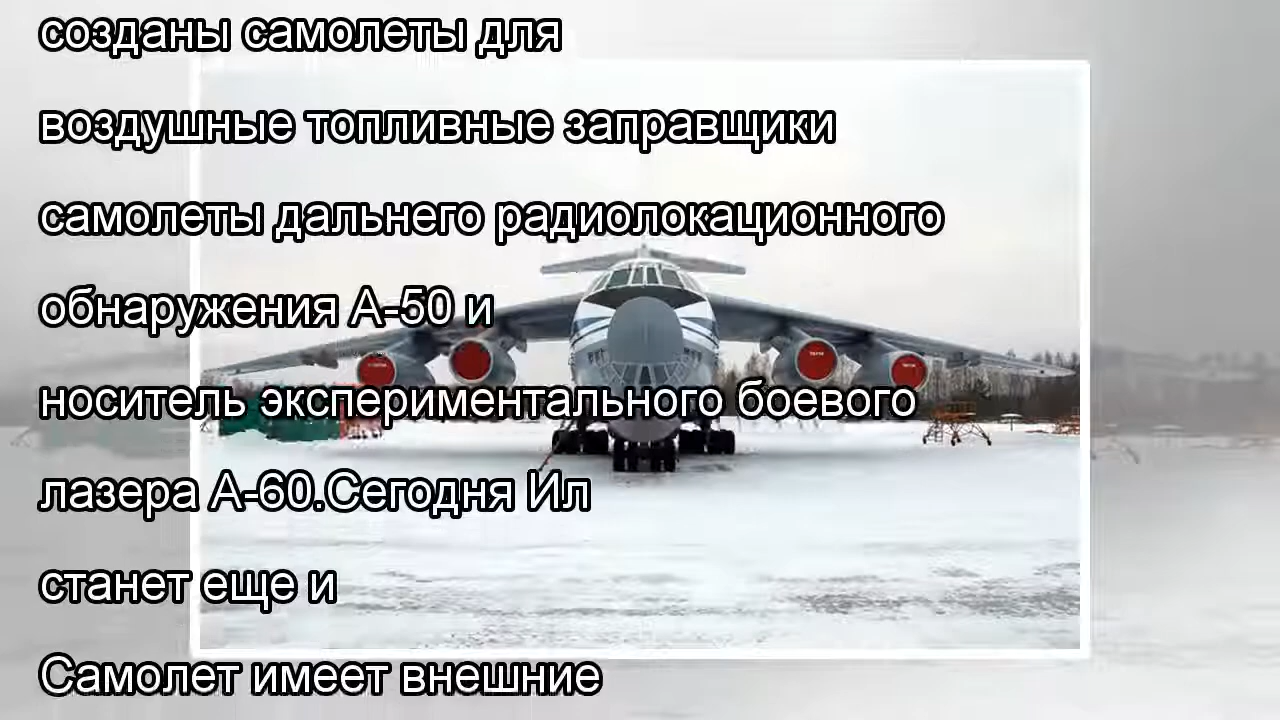 созданы самолеты для
воздушные топливные заправщики
самолеты дальнего радиолокационного
обнаружения А-50 и
носитель экспериментального боевого
лазера А-60.Сегодня Ил
станет еще и
Самолет имеет внешние